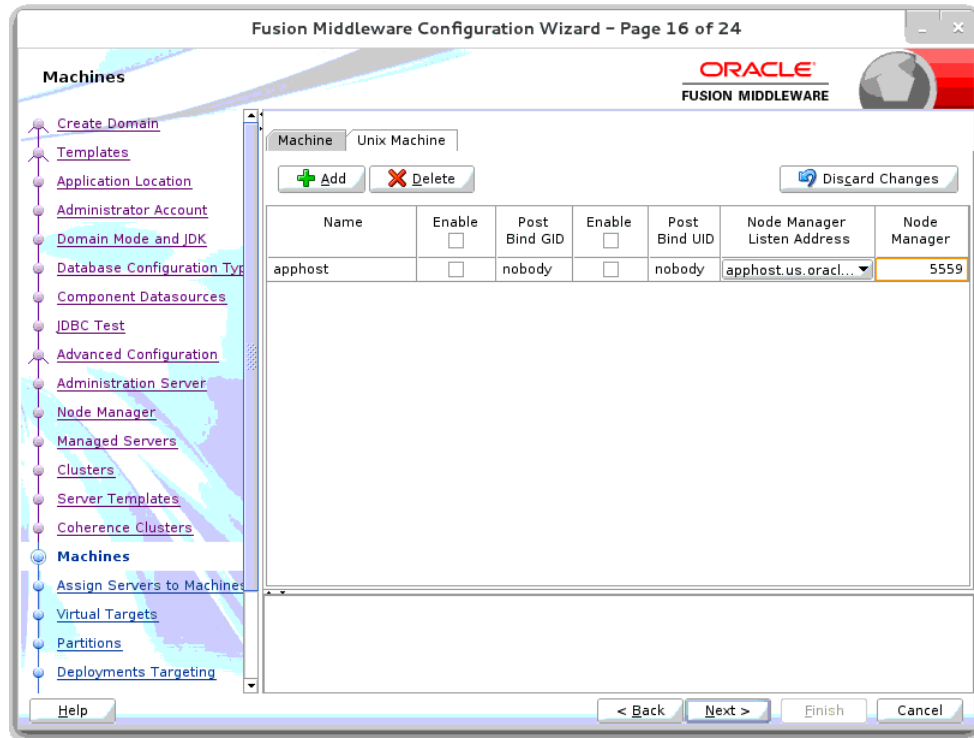 Fusion Middleware Configuration Wizard – Page 16 of 24
Machines
ORACLE
FUSION MIDDLEWARE
Create Domain
Templates
Application Location
Administrator Account
Domain Mode and JDK
Database Configuration Typ
Component Datasources
JDBC Test
Advanced Configuration
Administration Server
Node Manager
Managed Servers
Clusters
Server Templates
Coherence Clusters
Machines
Assign Servers to Machines
Virtual Targets
Partitions
Deployments Targeting
Machine Unix Machine
Add Delete Discard Changes
Name Enable Post Bind GID Enable Post Bind UID Node Manager Listen Address Node Manager
apphost nobody nobody apphost.us.oracl... 5559
Help < Back Next > Finish Cancel